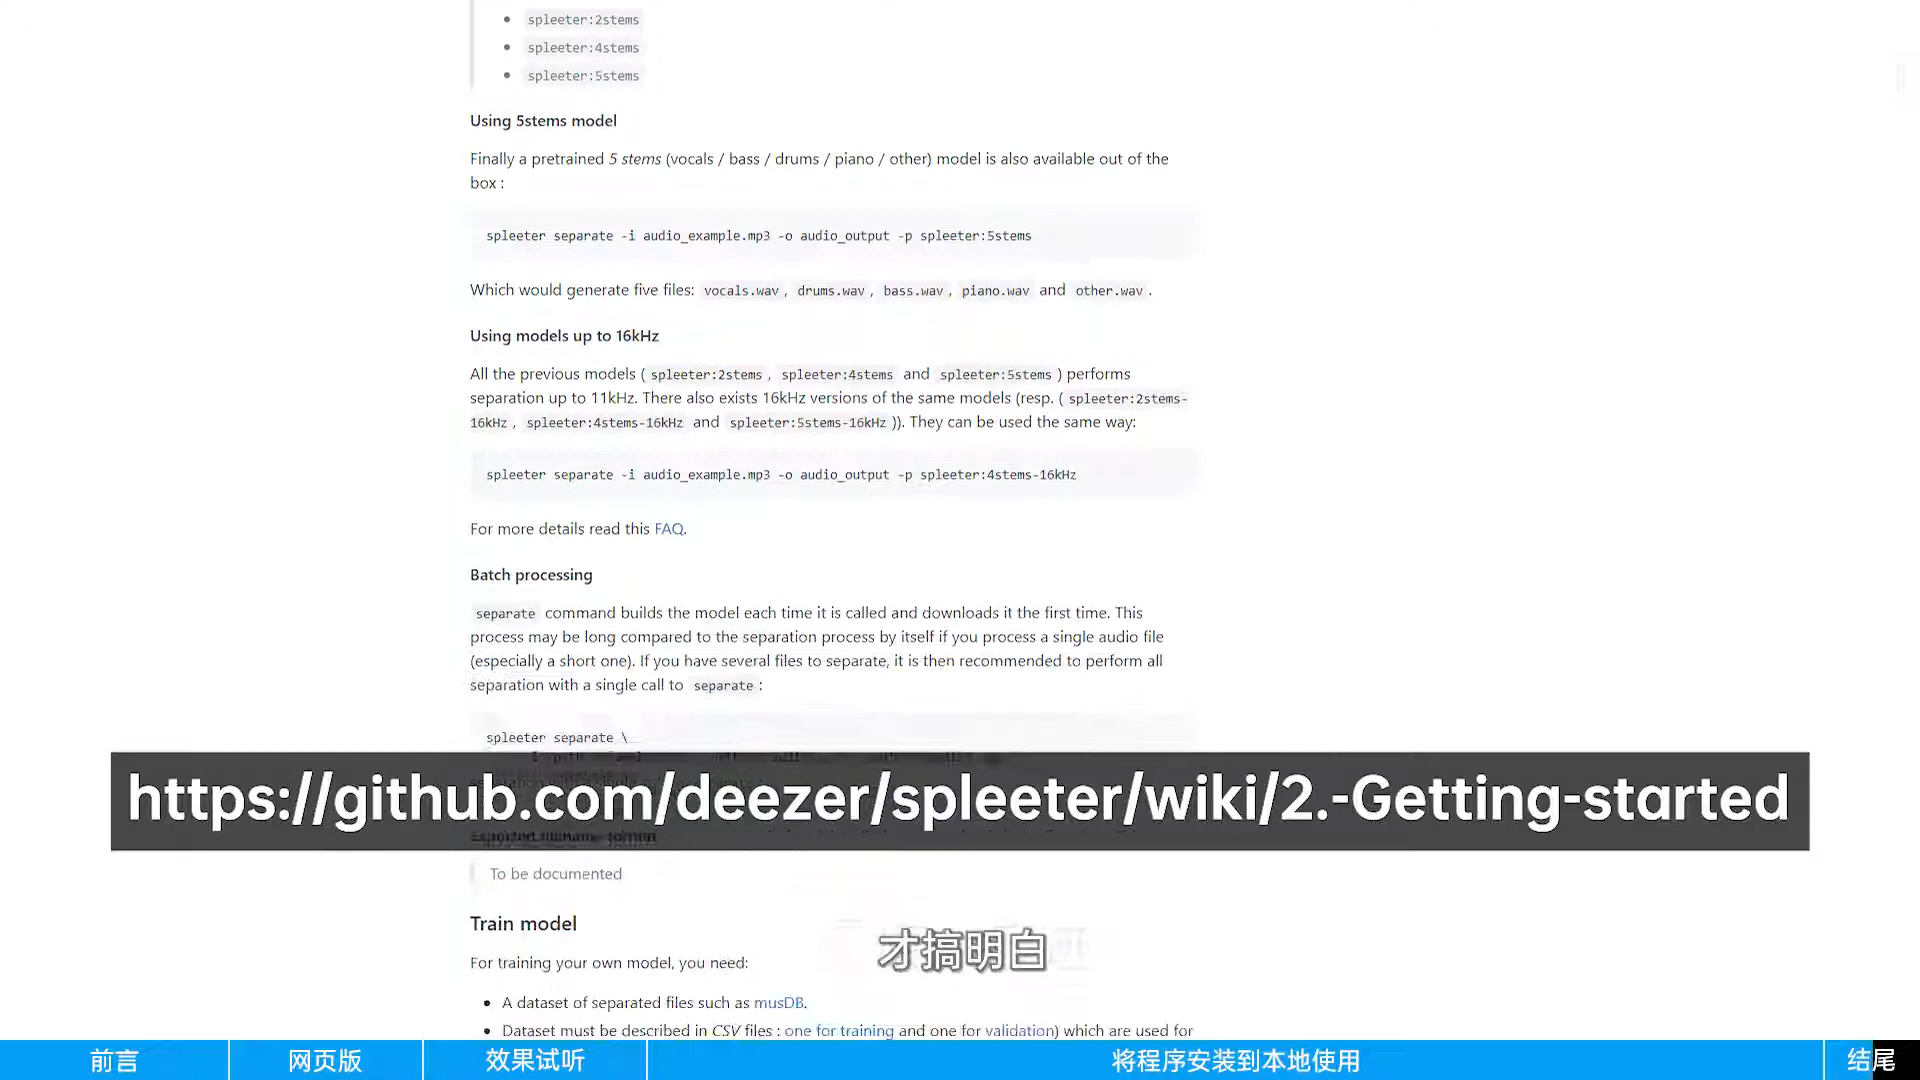 spleeter:2stems
spleeter:4stems
spleeter:5stems
Using 5stems model
Finally a pretrained 5 stems (vocals / bass / drums / piano / other) model is also available out of the
box :
spleeter separate -i audio_example.mp3 -o audio_output -p spleeter:5stems
Which would generate five files: vocals.wav , drums.wav , bass.wav , piano.wav and other.wav .
Using models up to 16kHz
All the previous models ( spleeter:2stems , spleeter:4stems and spleeter:5stems ) performs
separation up to 11kHz. There also exists 16kHz versions of the same models (resp. ( spleeter:2stems-
16kHz , spleeter:4stems-16kHz and spleeter:5stems-16kHz )). They can be used the same way:
spleeter separate -i audio_example.mp3 -o audio_output -p spleeter:4stems-16kHz
For more details read this FAQ.
Batch processing
separate command builds the model each time it is called and downloads it the first time. This
process may be long compared to the separation process by itself if you process a single audio file
(especially a short one). If you have several files to separate, it is then recommended to perform all
separation with a single call to separate :
spleeter separate \
https://github.com/deezer/spleeter/wiki/2.-Getting-started
To be documented
Train model
才搞明白
For training your own model, you need:
A dataset of separated files such as musDB.
Dataset must be described in CSV files : one for training and one for validation) which are used for
前言 网页版 效果试听 将程序安装到本地使用 结尾